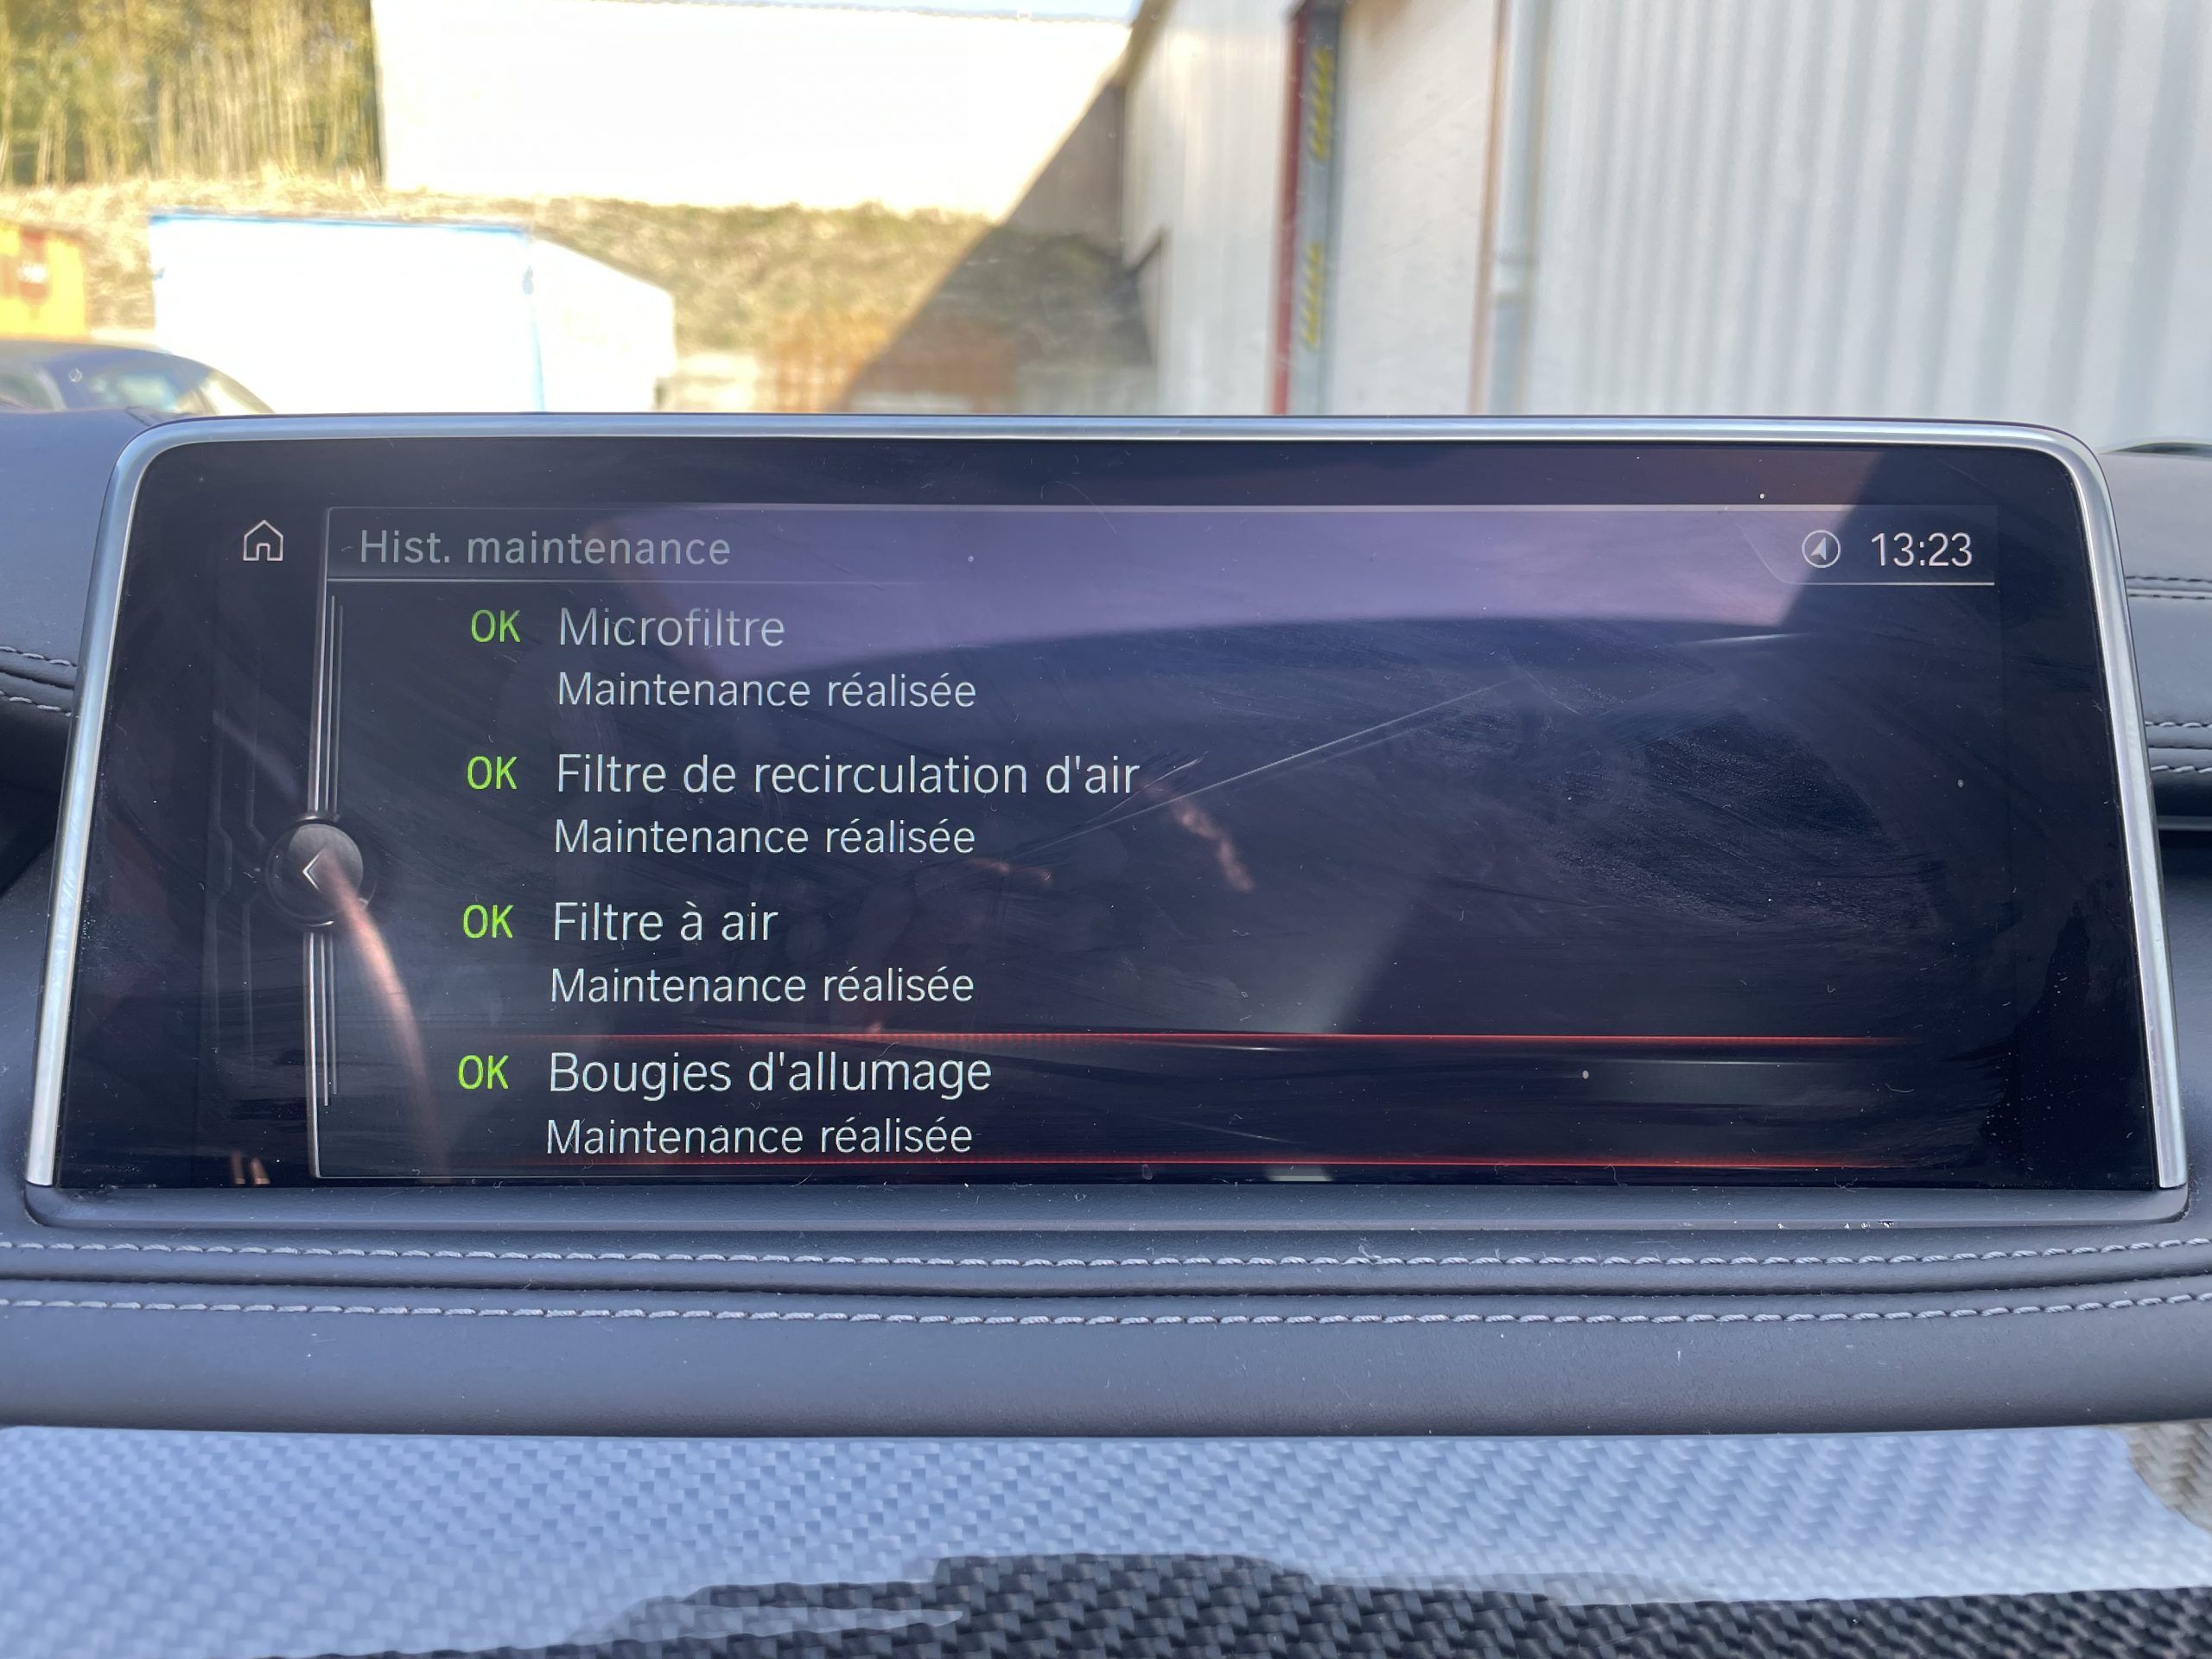 Hist. maintenance
13:23
OK Microfiltre
Maintenance réalisée
OK Filtre de recirculation d'air
Maintenance réalisée
OK Filtre à air
Maintenance réalisée
OK Bougies d'allumage
Maintenance réalisée